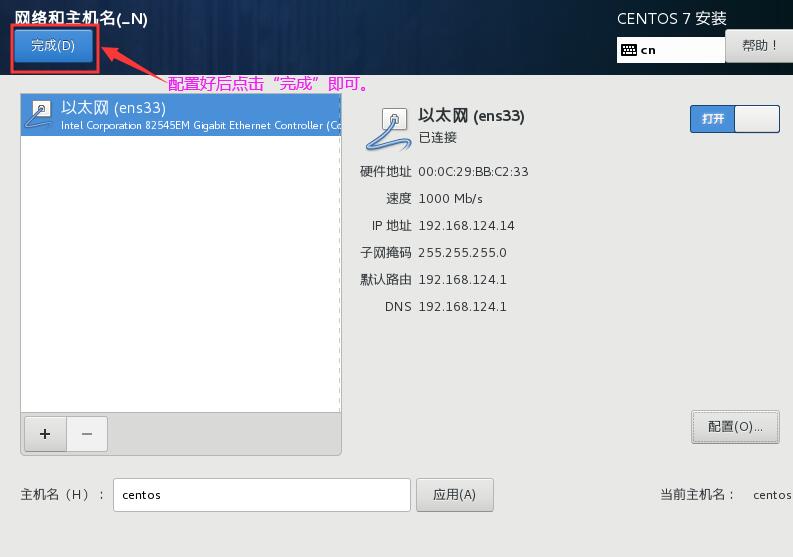 网络和主机名(_N)
CENTOS 7 安装
完成(D)
cn
帮助！
配置好后点击“完成”即可。
以太网 (ens33)
Intel Corporation 82545EM Gigabit Ethernet Controller (Co
以太网 (ens33)
已连接
打开
硬件地址 00:0C:29:BB:C2:33
速度 1000 Mb/s
IP 地址 192.168.124.14
子网掩码 255.255.255.0
默认路由 192.168.124.1
DNS 192.168.124.1
+ −
配置(O)...
主机名（H）： centos 应用(A) 当前主机名： centos